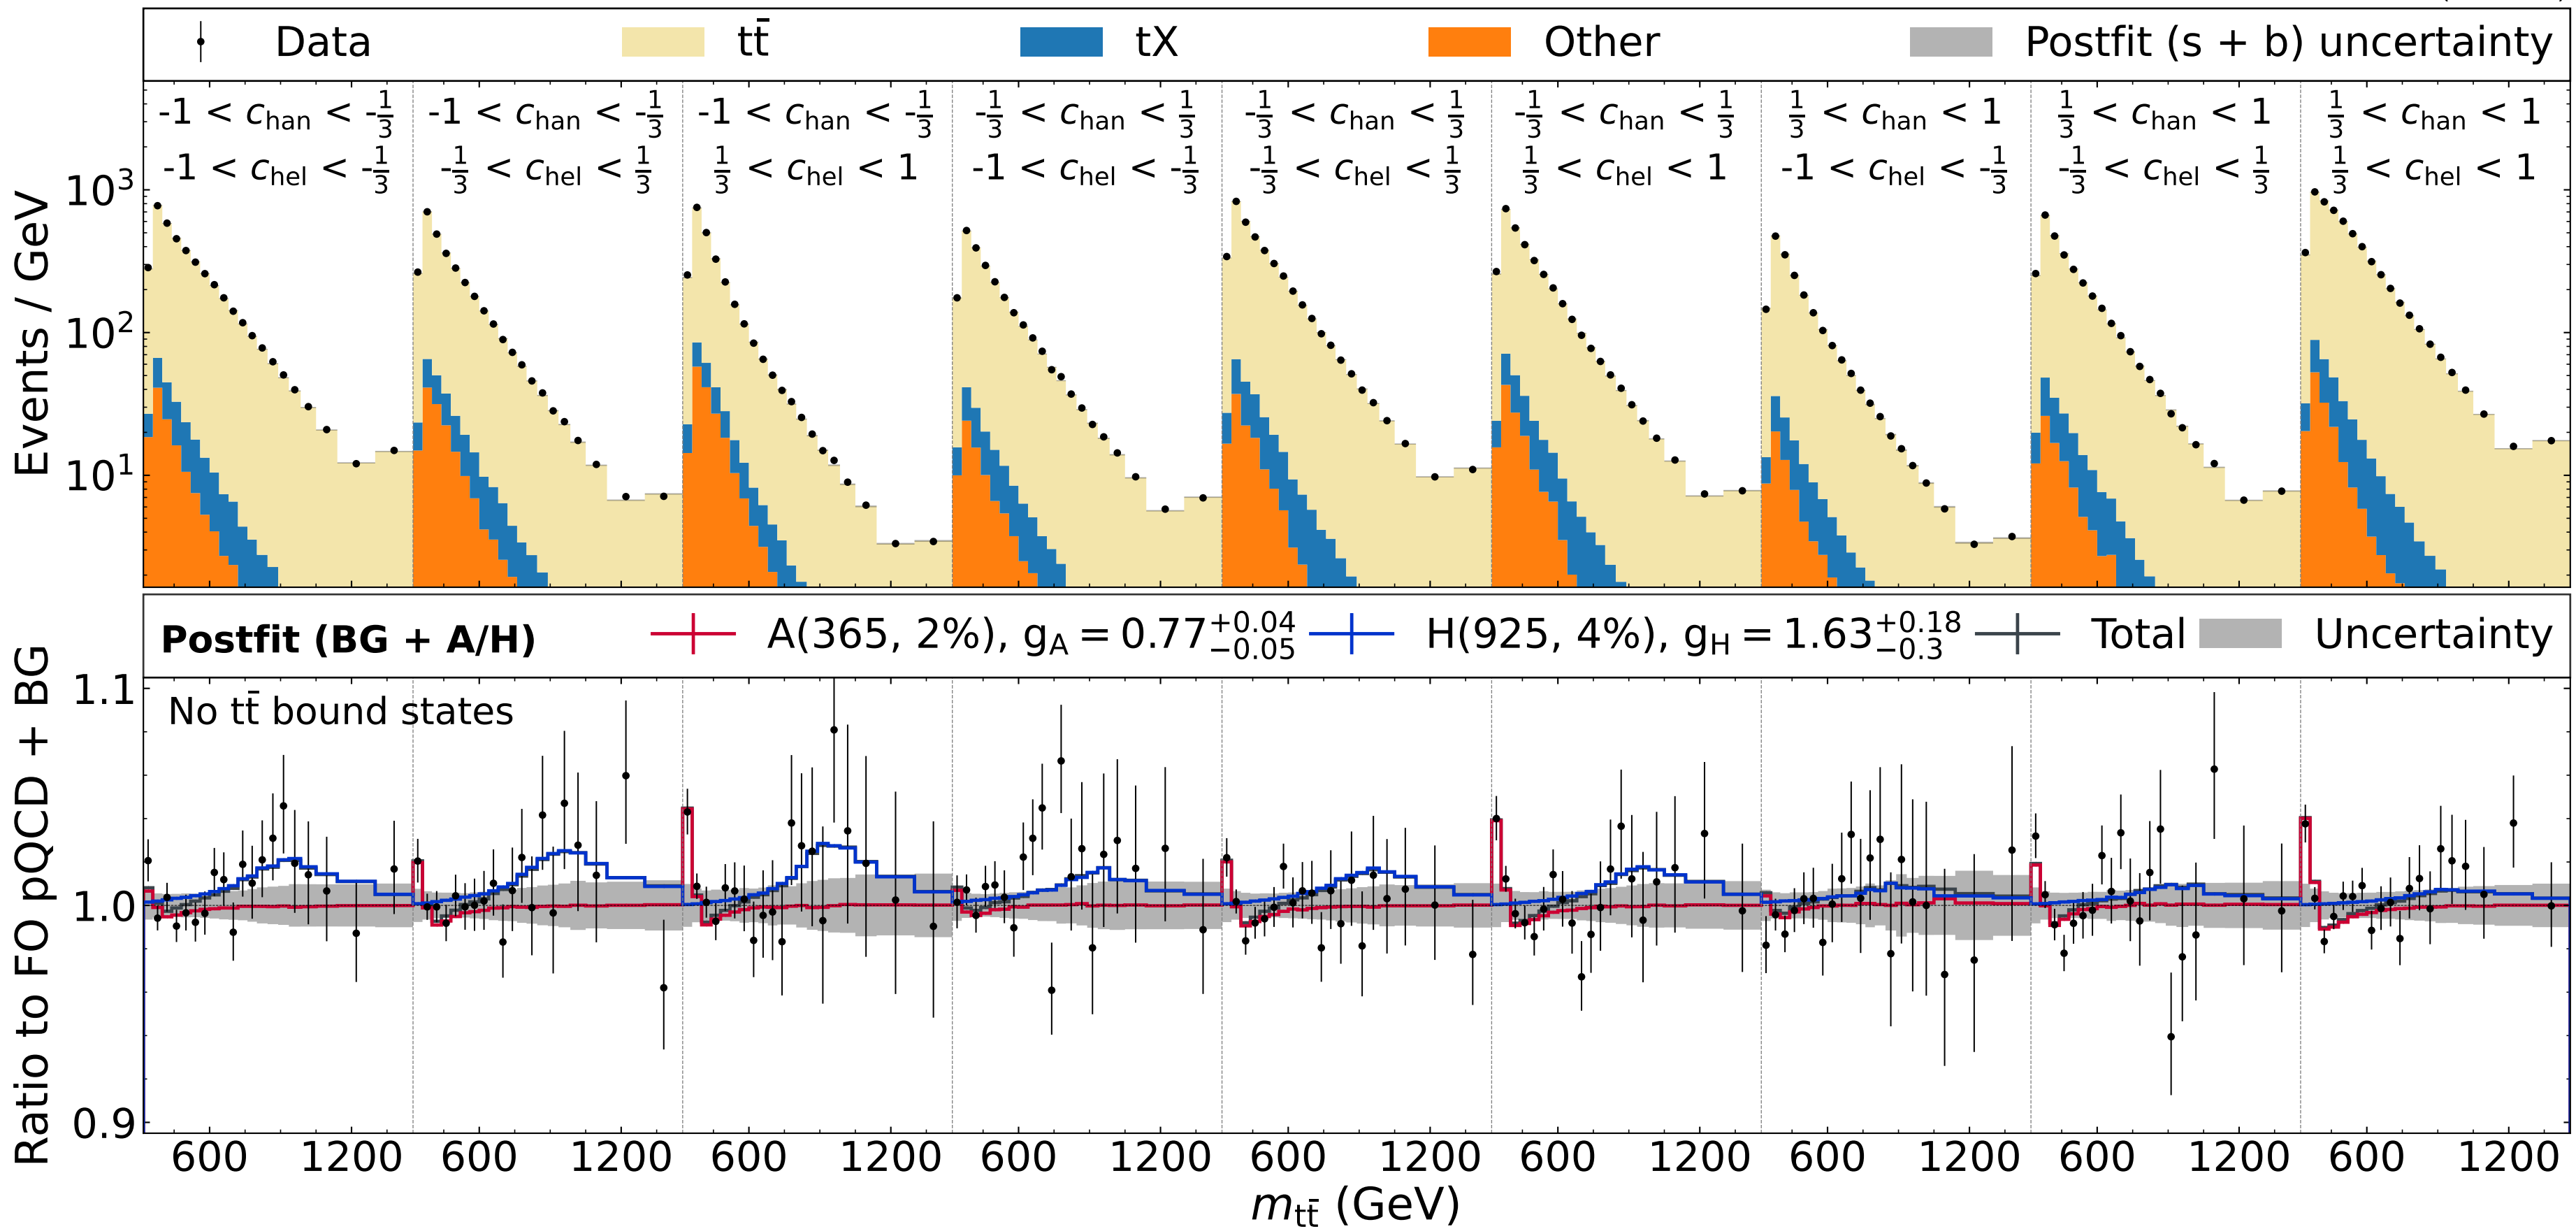 Data tt̄ tX Other Postfit (s + b) uncertainty
-1 < c_han < -1/3 -1 < c_han < -1/3 -1 < c_han < -1/3 -1/3 < c_han < 1/3 -1/3 < c_han < 1/3 -1/3 < c_han < 1/3 1/3 < c_han < 1 1/3 < c_han < 1 1/3 < c_han < 1
-1 < c_hel < -1/3 -1/3 < c_hel < 1/3 1/3 < c_hel < 1 -1 < c_hel < -1/3 -1/3 < c_hel < 1/3 1/3 < c_hel < 1 -1 < c_hel < -1/3 -1/3 < c_hel < 1/3 1/3 < c_hel < 1
Events / GeV
10³
10²
10¹
Postfit (BG + A/H) A(365, 2%), g_A = 0.77 +0.04 −0.05 H(925, 4%), g_H = 1.63 +0.18 −0.3 Total Uncertainty
Ratio to FO pQCD + BG
No tt̄ bound states
1.1
1.0
0.9
600 1200 600 1200 600 1200 600 1200 600 1200 600 1200 600 1200 600 1200 600 1200
m_tt̄ (GeV)